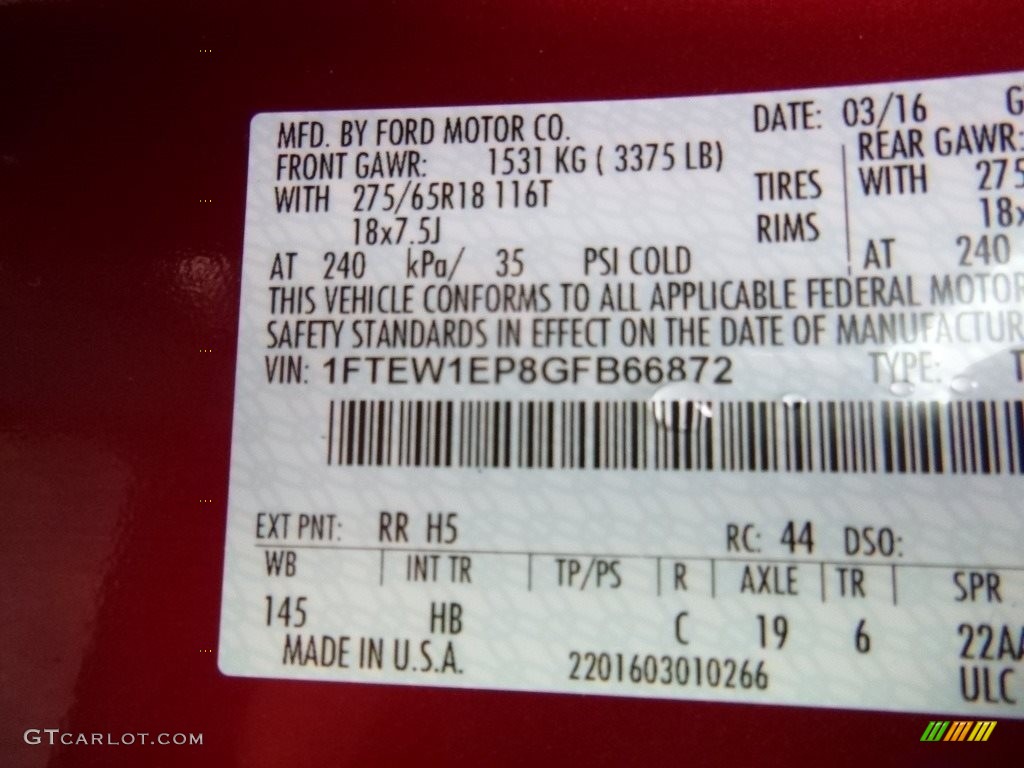 MFD. BY FORD MOTOR CO. DATE: 03/16
FRONT GAWR: 1531 KG ( 3375 LB) REAR GAWR:
WITH 275/65R18 116T TIRES WITH 275
18x7.5J RIMS 18x
AT 240 kPa/ 35 PSI COLD AT 240
THIS VEHICLE CONFORMS TO ALL APPLICABLE FEDERAL MOTOR
SAFETY STANDARDS IN EFFECT ON THE DATE OF MANUFACTUR
VIN: 1FTEW1EP8GFB66872 TYPE: T
EXT PNT: RR H5 RC: 44 DSO:
WB INT TR TP/PS R AXLE TR SPR
145 HB C 19 6 22AA
MADE IN U.S.A. 2201603010266 ULC
GTCARLOT.COM